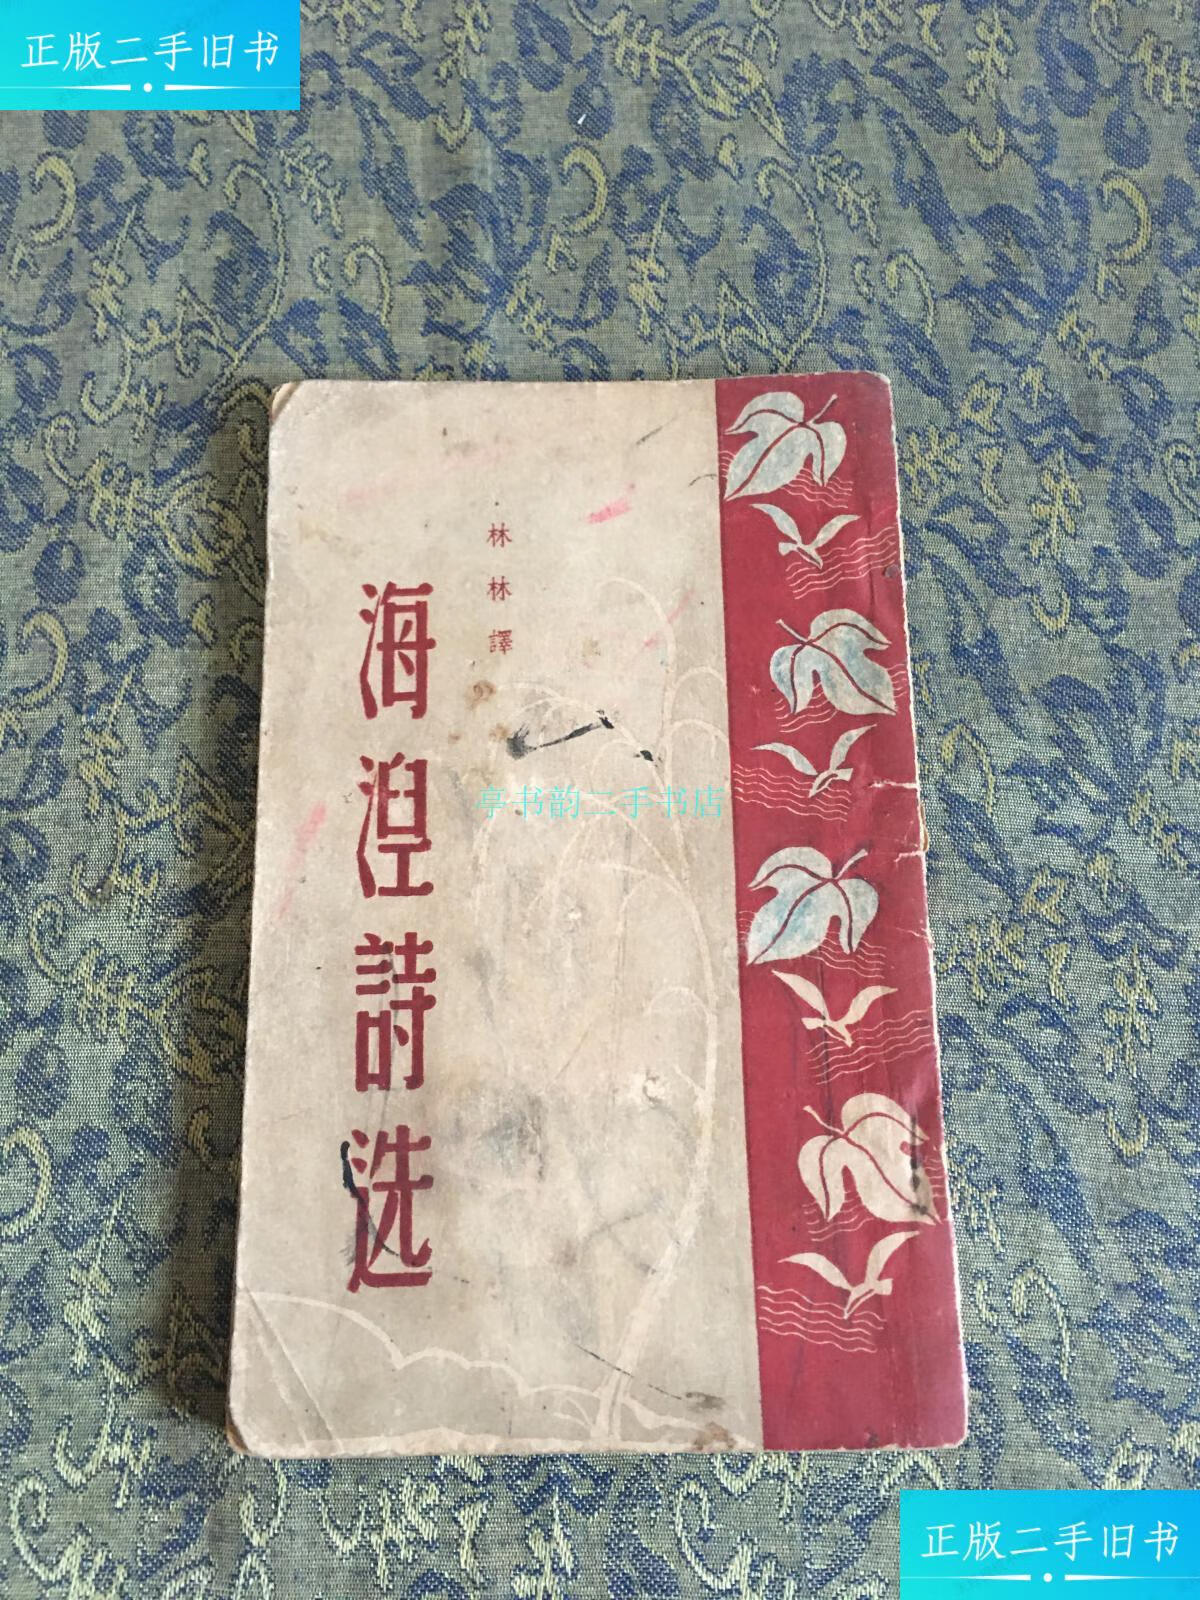 正版二手旧书
林林譯
海涅詩选
亭书韵二手书店
正版二手旧书